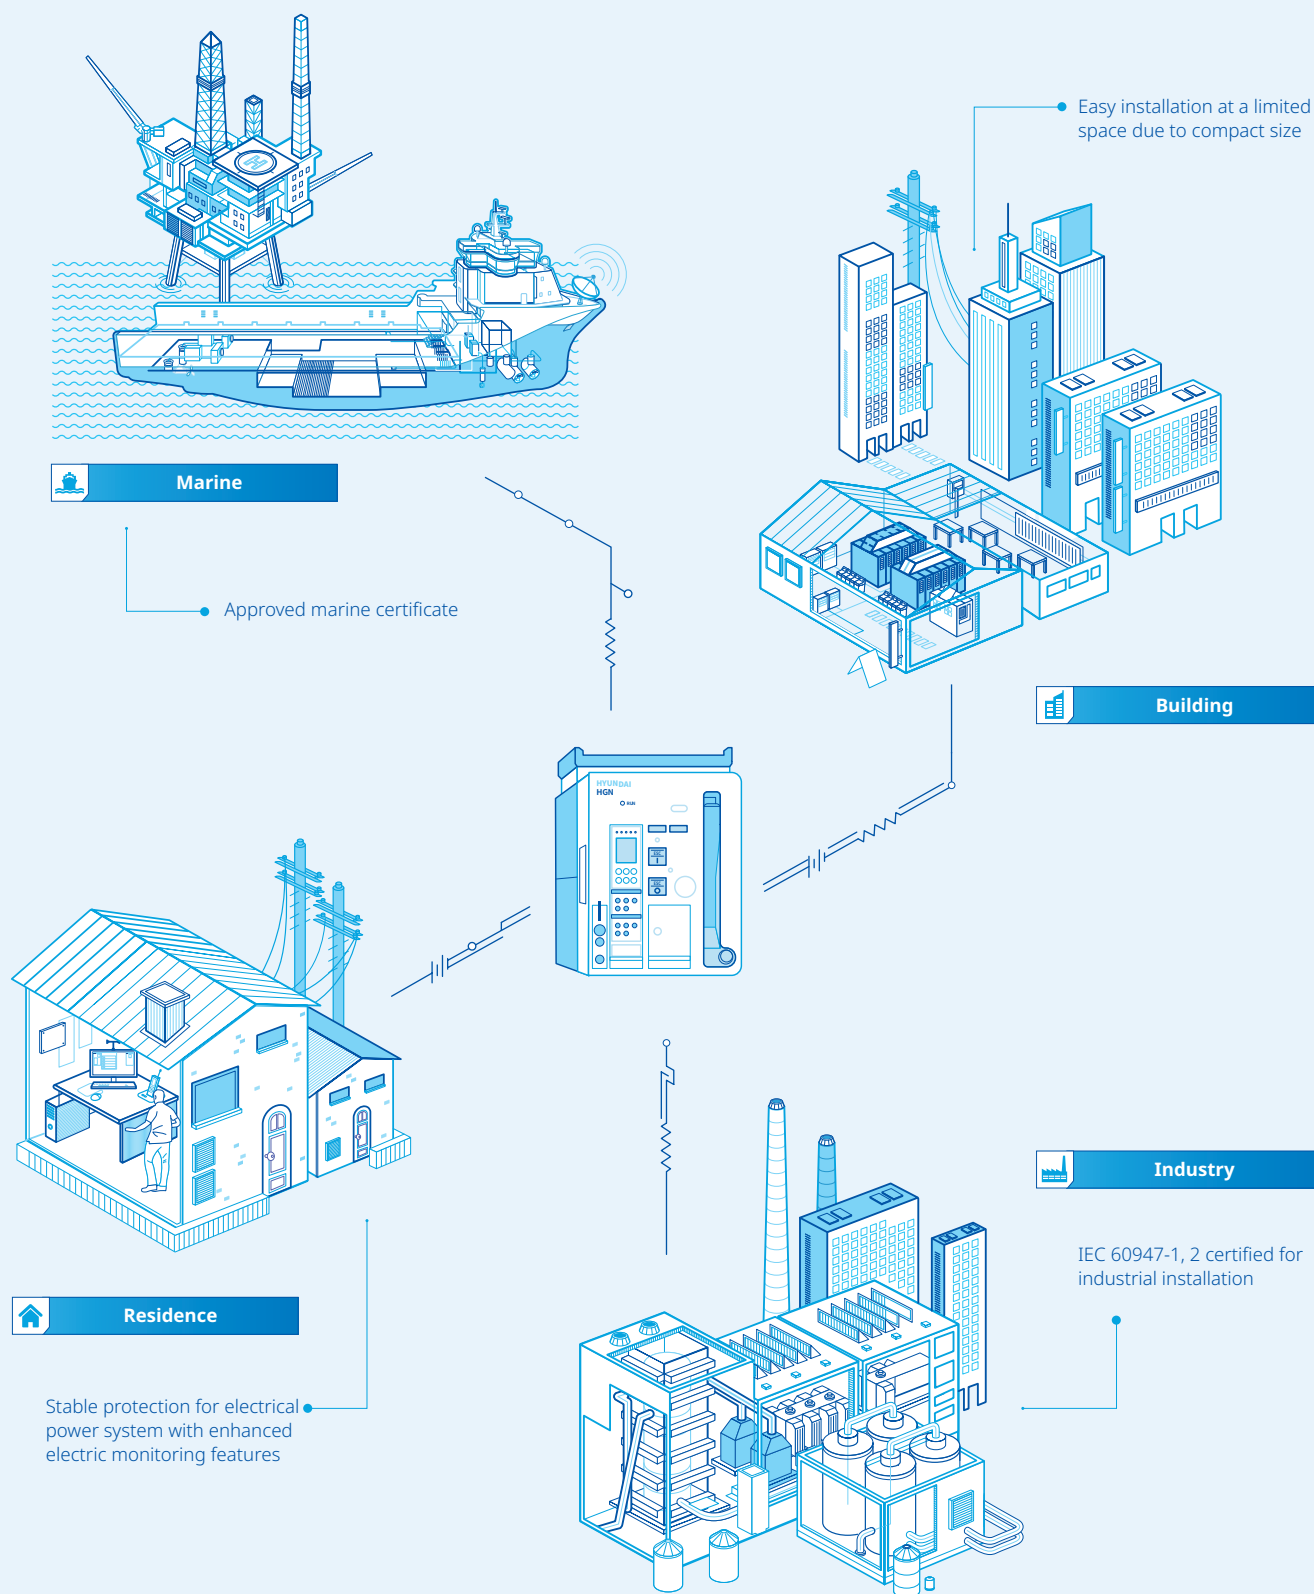 Easy installation at a limited
space due to compact size
H
Marine
Approved marine certificate
Building
HYUNDAI
HGN
RUN
Industry
IEC 60947-1, 2 certified for
industrial installation
Residence
Stable protection for electrical
power system with enhanced
electric monitoring features